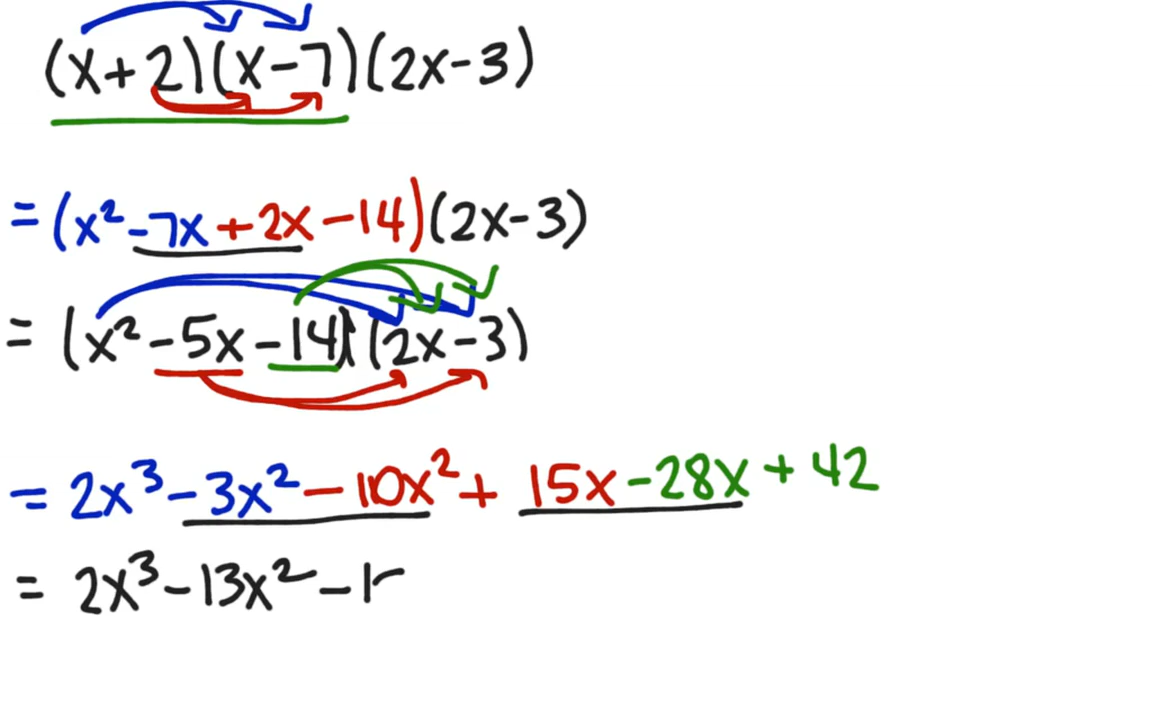 (x+2)(x-7)(2x-3)
= (x² -7x +2x -14)(2x-3)
= (x² -5x -14)(2x-3)
= 2x³ -3x² -10x² + 15x -28x + 42
= 2x³ -13x² -1